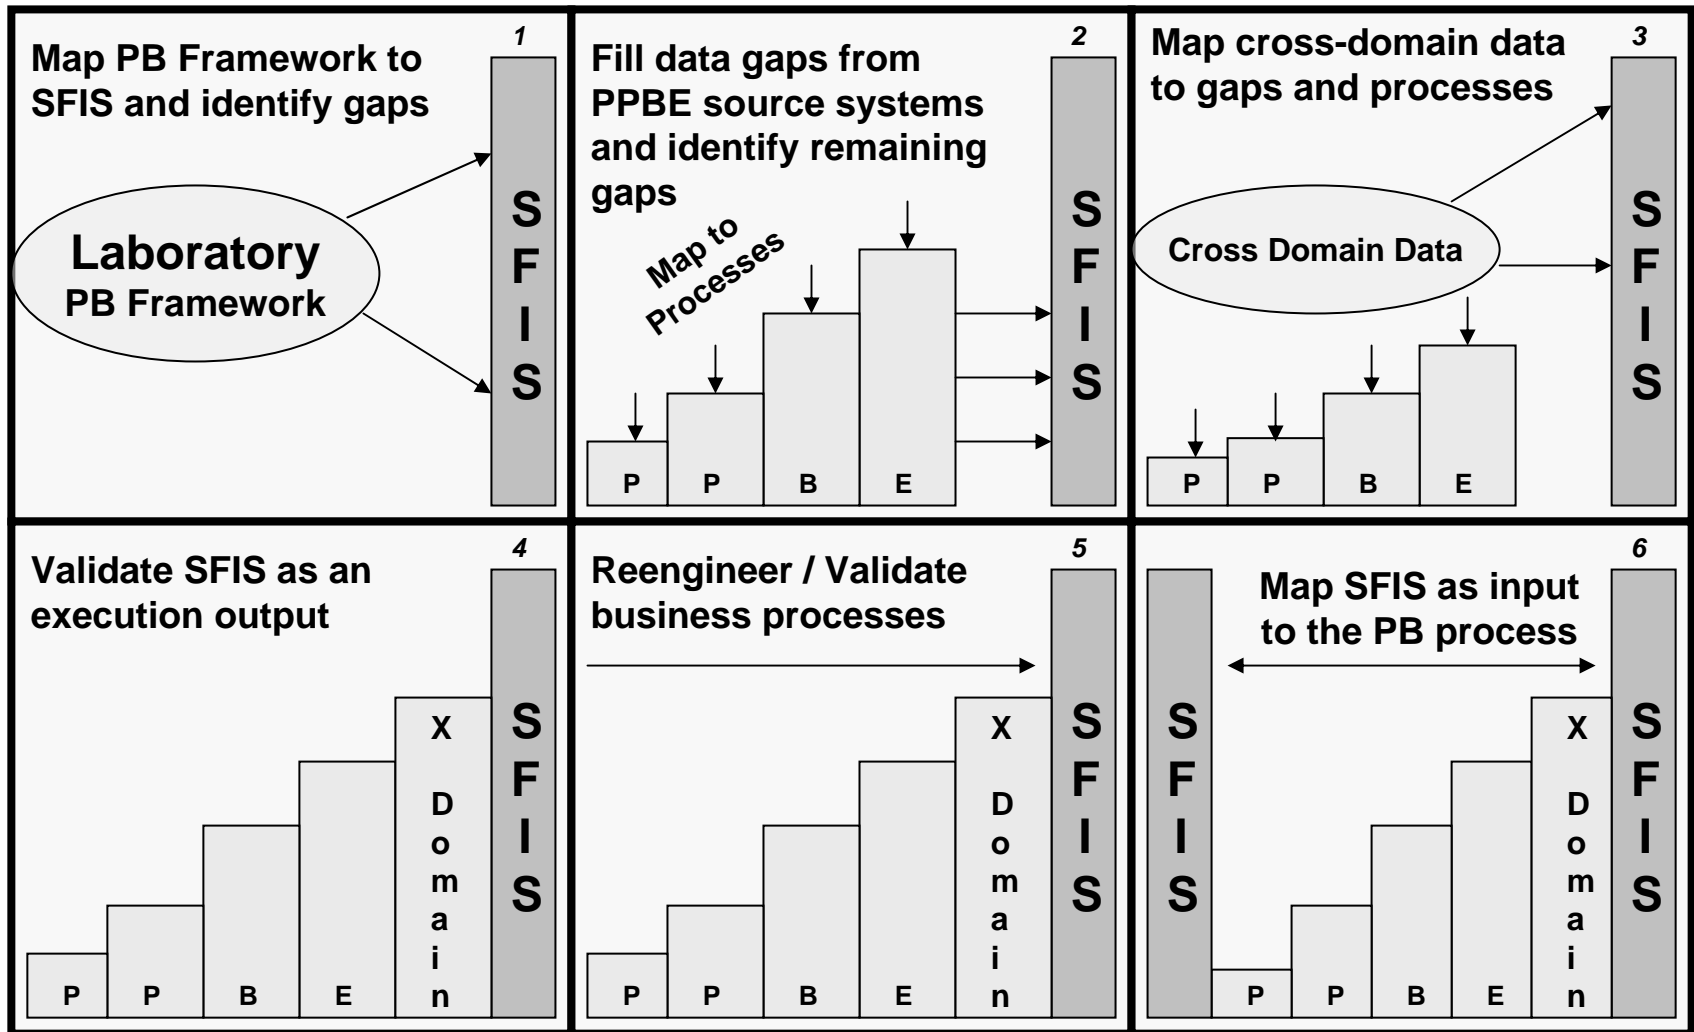 1
Map PB Framework to
SFIS and identify gaps
Laboratory
PB Framework
S
F
I
S
2
Fill data gaps from
PPBE source systems
and identify remaining
gaps
Map to
Processes
P P B E
S
F
I
S
3
Map cross-domain data
to gaps and processes
Cross Domain Data
P P B E
S
F
I
S
4
Validate SFIS as an
execution output
P P B E
X
D
o
m
a
i
n
S
F
I
S
5
Reengineer / Validate
business processes
P P B E
X
D
o
m
a
i
n
S
F
I
S
6
Map SFIS as input
to the PB process
S
F
I
S
P P B E
X
D
o
m
a
i
n
S
F
I
S